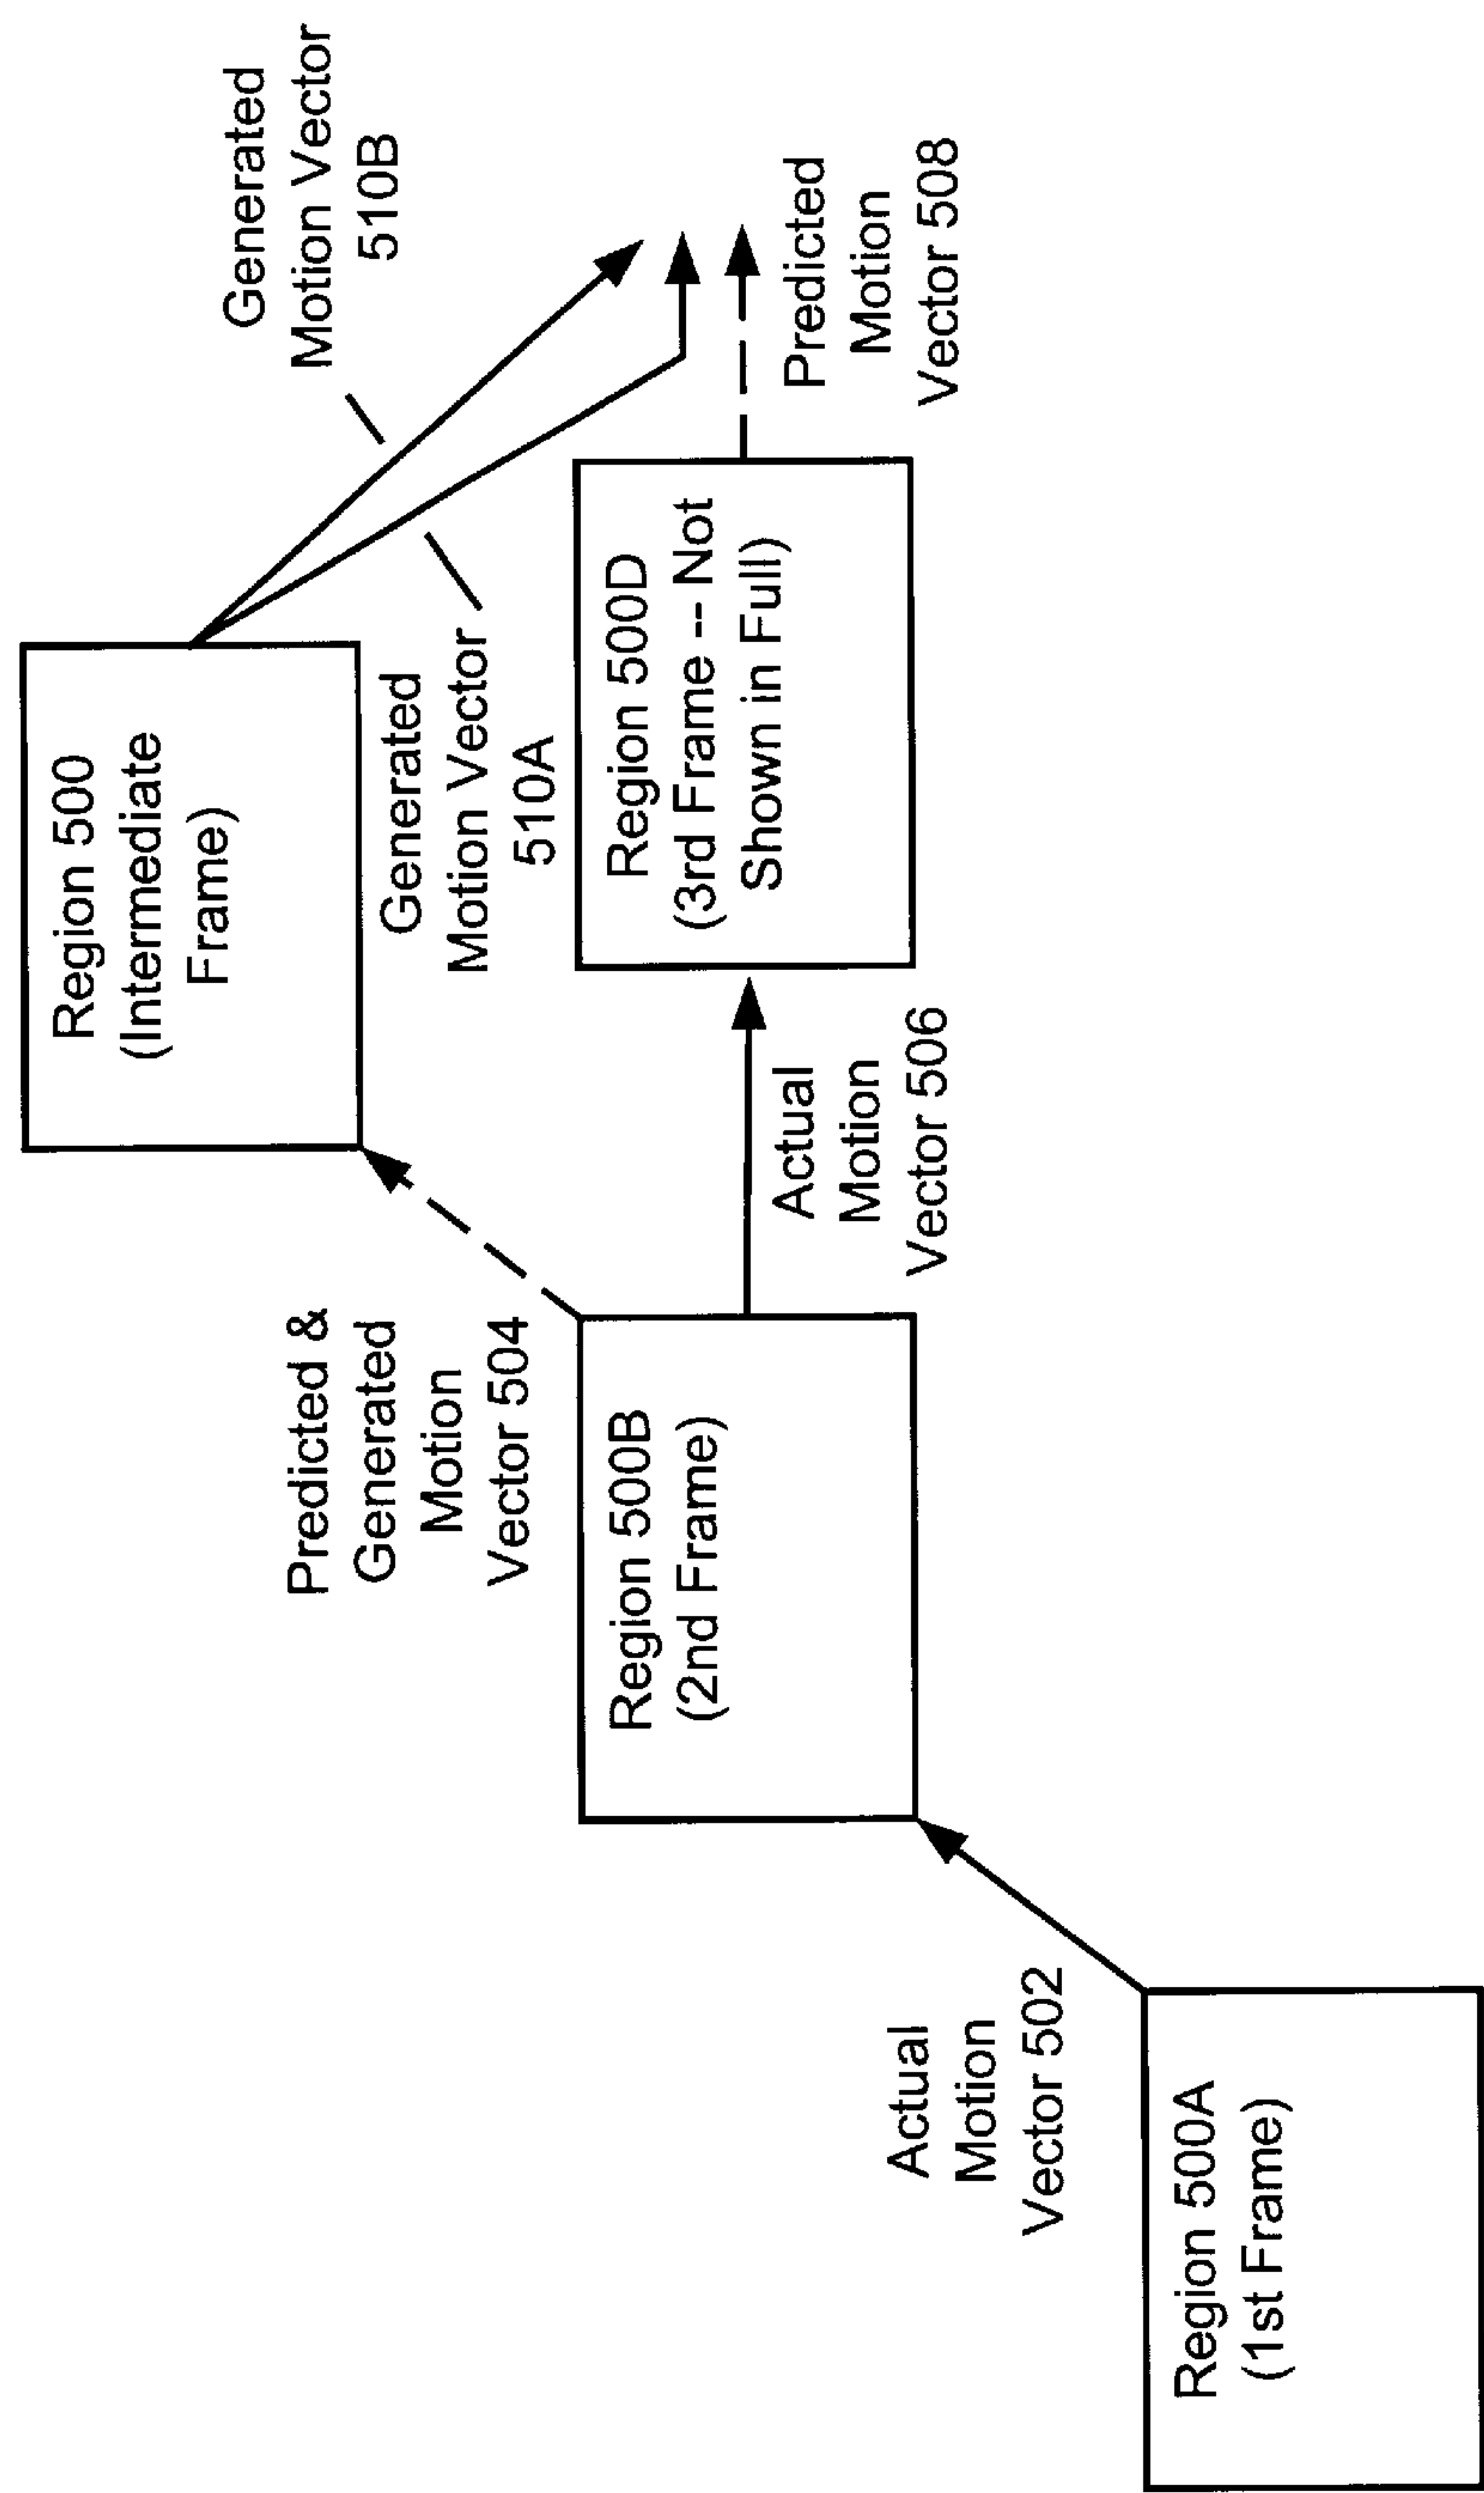 Generated
Motion Vector
510B
Region 500
(Intermediate
Frame)
Predicted &
Generated
Motion
Vector 504
Generated
Motion Vector
510A
Region 500D
(3rd Frame -- Not
Shown in Full)
Predicted
Motion
Vector 508
Region 500B
(2nd Frame)
Actual
Motion
Vector 506
Actual
Motion
Vector 502
Region 500A
(1st Frame)